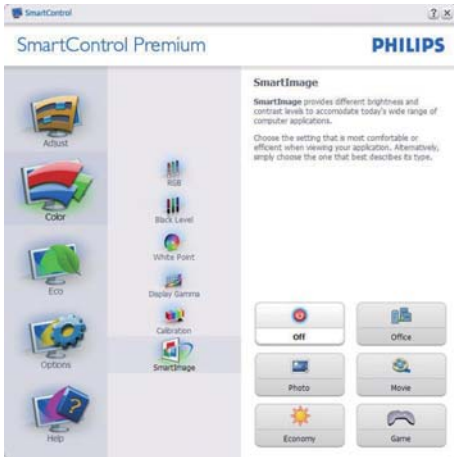 SmartControl
SmartControl Premium
PHILIPS
Adjust
Color
Eco
Options
Help
RGB
Black Level
White Point
Display Gamma
Calibration
SmartImage
SmartImage
SmartImage provides different brightness and
contrast levels to accomodate today's wide range of
computer applications.
Choose the setting that is most comfortable or
efficient when viewing your application. Alternatively,
simply choose the one that best describes its type.
Off
Office
Photo
Movie
Economy
Game